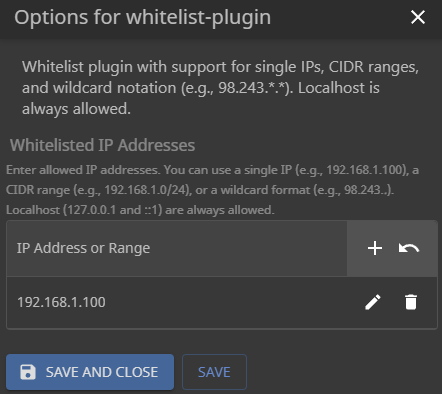 Options for whitelist-plugin
Whitelist plugin with support for single IPs, CIDR ranges,
and wildcard notation (e.g., 98.243.*.*). Localhost is
always allowed.
Whitelisted IP Addresses
Enter allowed IP addresses. You can use a single IP (e.g., 192.168.1.100), a
CIDR range (e.g., 192.168.1.0/24), or a wildcard format (e.g., 98.243..).
Localhost (127.0.0.1 and ::1) are always allowed.
IP Address or Range
192.168.1.100
SAVE AND CLOSE
SAVE